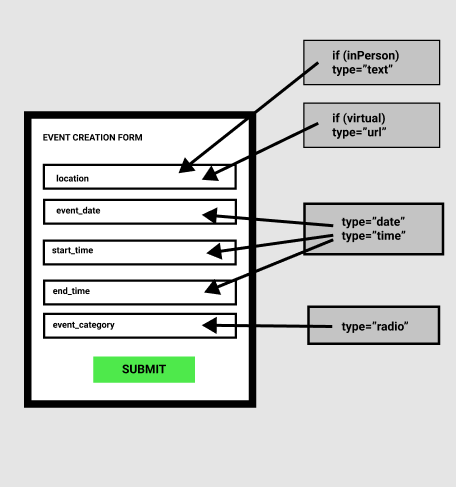 if (inPerson)
type=”text”
if (virtual)
type=”url”
EVENT CREATION FORM
location
event_date
start_time
end_time
event_category
SUBMIT
type=”date”
type=”time”
type=”radio”